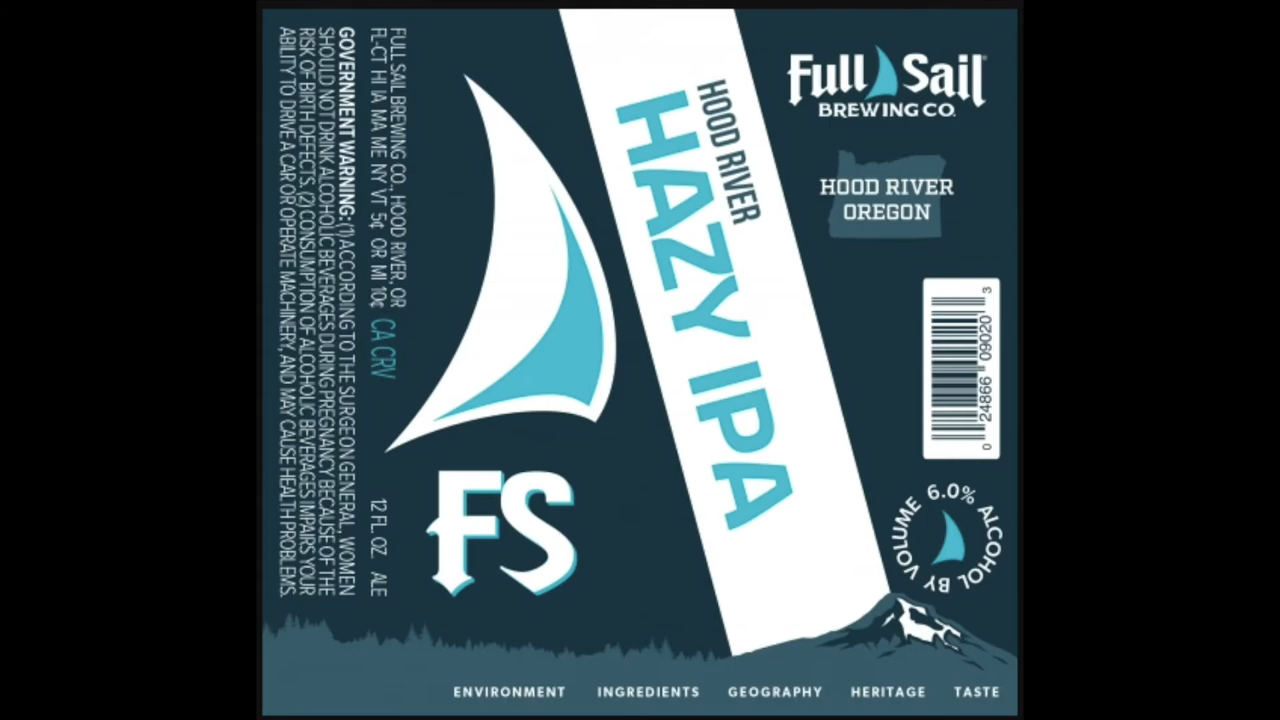 FULL SAIL BREWING CO., HOOD RIVER, OR
FL-CT HI IA MA ME NY VT 5¢ OR MI 10¢ CA CRV
12 FL. OZ. ALE
GOVERNMENT WARNING: (1) ACCORDING TO THE SURGEON GENERAL, WOMEN
SHOULD NOT DRINK ALCOHOLIC BEVERAGES DURING PREGNANCY BECAUSE OF THE
RISK OF BIRTH DEFECTS. (2) CONSUMPTION OF ALCOHOLIC BEVERAGES IMPAIRS YOUR
ABILITY TO DRIVE A CAR OR OPERATE MACHINERY, AND MAY CAUSE HEALTH PROBLEMS.
FS
HOOD RIVER
HAZY IPA
Full Sail
BREWING CO.
HOOD RIVER
OREGON
0 24866 09020 3
6.0% ALCOHOL BY VOLUME
ENVIRONMENT INGREDIENTS GEOGRAPHY HERITAGE TASTE